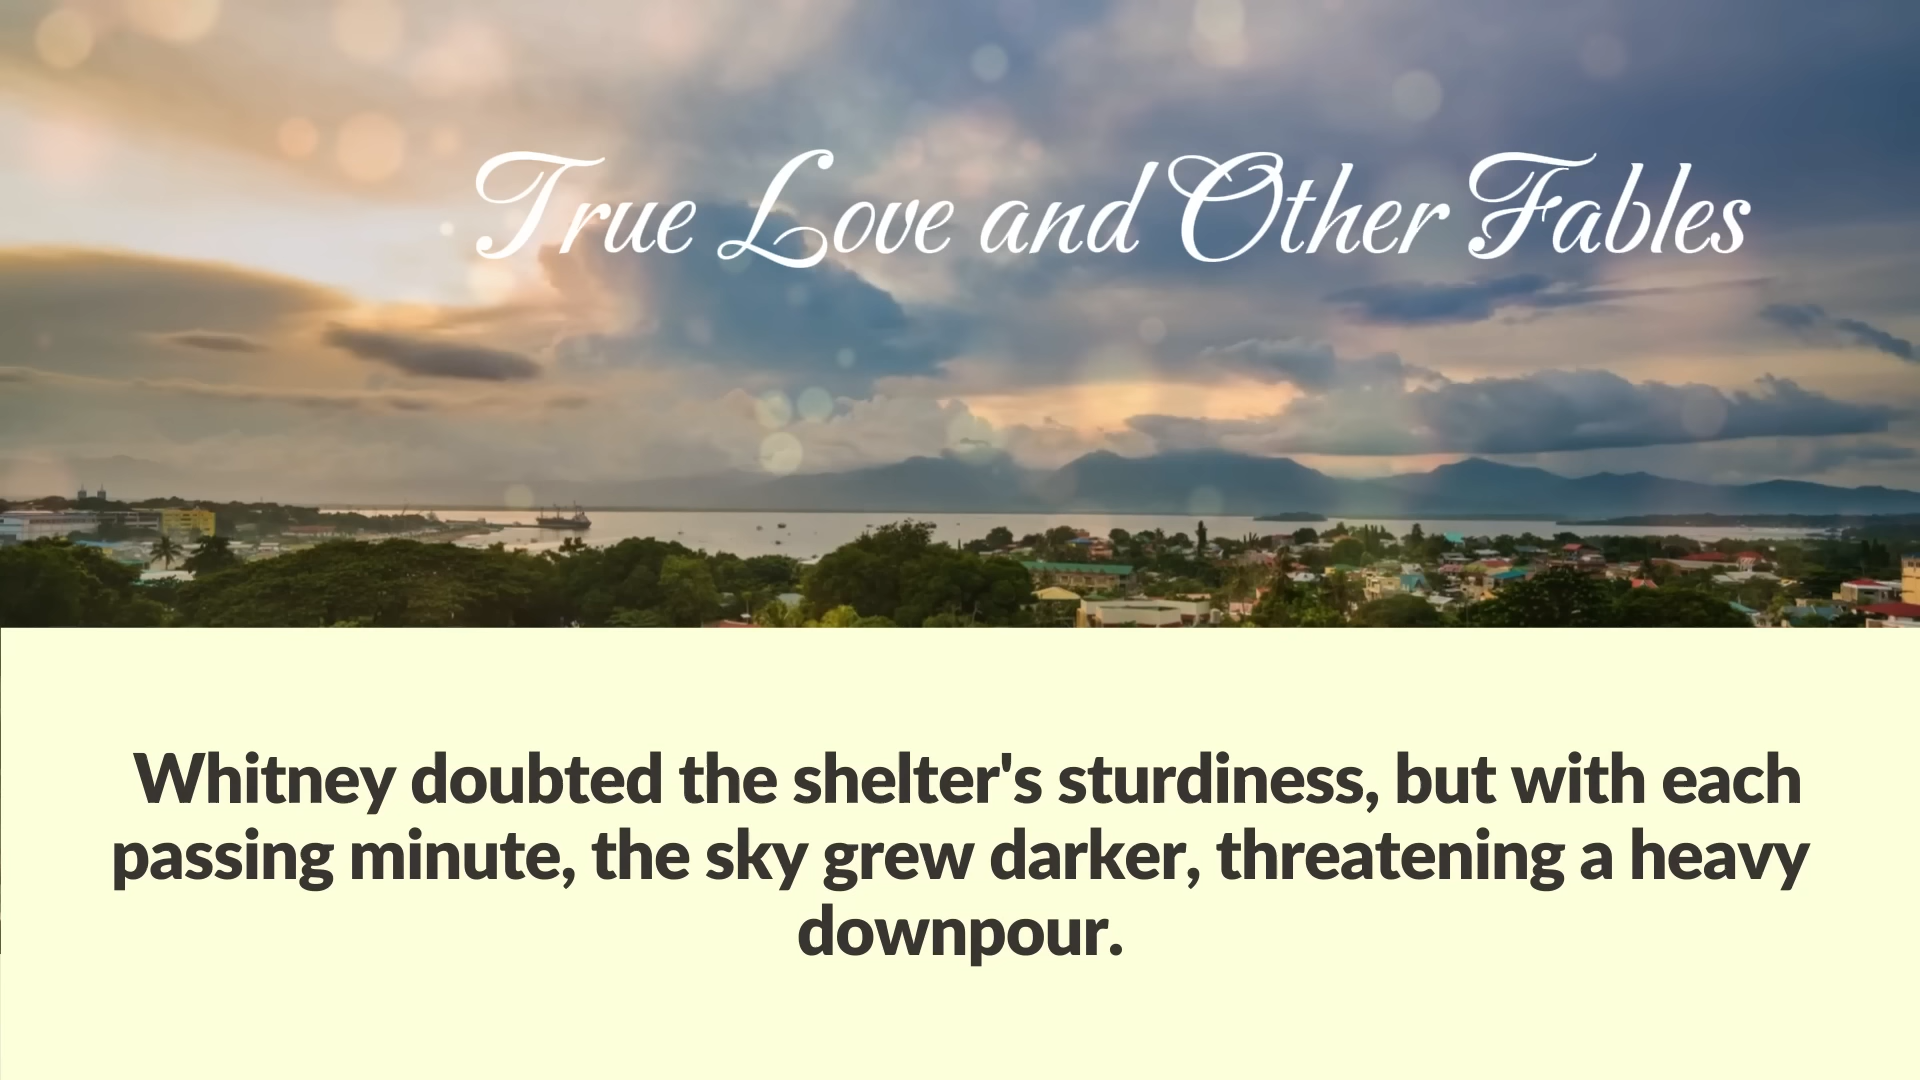 True Love and Other Fables
Whitney doubted the shelter's sturdiness, but with each
passing minute, the sky grew darker, threatening a heavy
downpour.